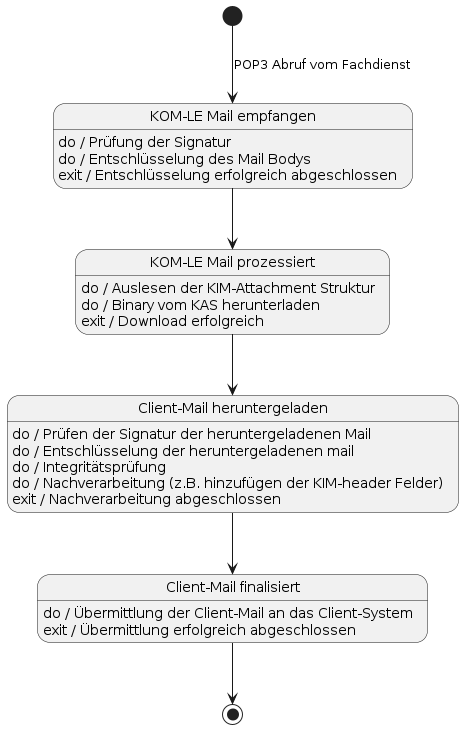 POP3 Abruf vom Fachdienst
KOM-LE Mail empfangen
do / Prüfung der Signatur
do / Entschlüsselung des Mail Bodys
exit / Entschlüsselung erfolgreich abgeschlossen
KOM-LE Mail prozessiert
do / Auslesen der KIM-Attachment Struktur
do / Binary vom KAS herunterladen
exit / Download erfolgreich
Client-Mail heruntergeladen
do / Prüfen der Signatur der heruntergeladenen Mail
do / Entschlüsselung der heruntergeladenen mail
do / Integritätsprüfung
do / Nachverarbeitung (z.B. hinzufügen der KIM-header Felder)
exit / Nachverarbeitung abgeschlossen
Client-Mail finalisiert
do / Übermittlung der Client-Mail an das Client-System
exit / Übermittlung erfolgreich abgeschlossen